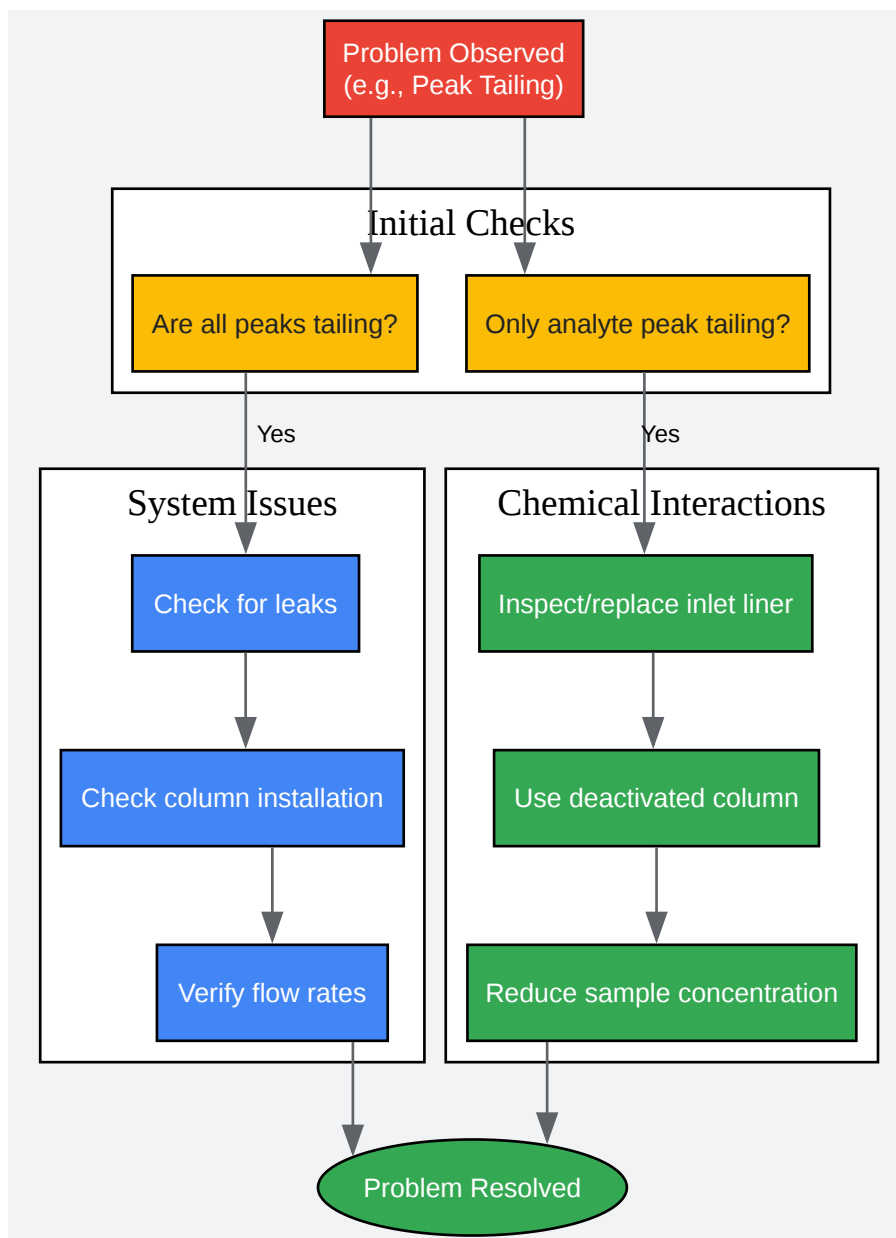 Problem Observed
(e.g., Peak Tailing)
Initial Checks
Are all peaks tailing?
Only analyte peak tailing?
Yes
Yes
System Issues
Chemical Interactions
Check for leaks
Inspect/replace inlet liner
Check column installation
Use deactivated column
Verify flow rates
Reduce sample concentration
Problem Resolved